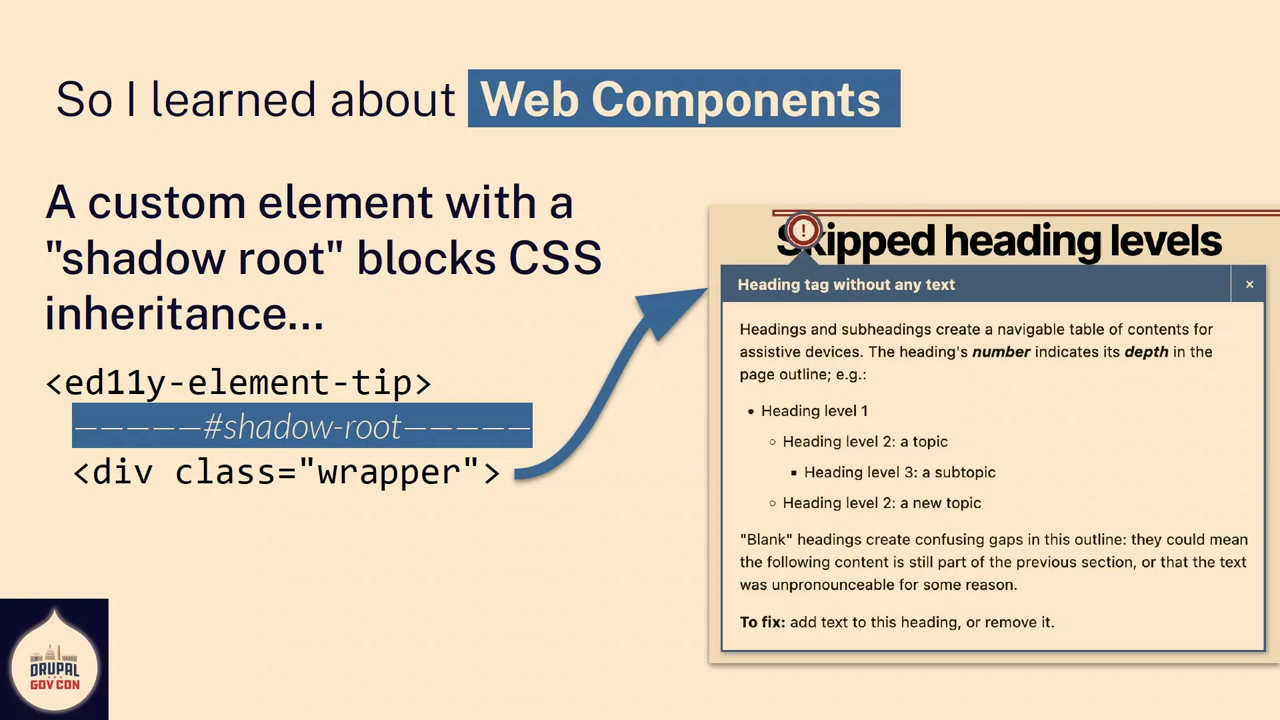 So I learned about Web Components
A custom element with a
"shadow root" blocks CSS
inheritance...
<ed11y-element-tip>
—————#shadow-root—————
<div class="wrapper">
Skipped heading levels
!
Heading tag without any text ×
Headings and subheadings create a navigable table of contents for
assistive devices. The heading's number indicates its depth in the
page outline; e.g.:
• Heading level 1
○ Heading level 2: a topic
▪ Heading level 3: a subtopic
○ Heading level 2: a new topic
"Blank" headings create confusing gaps in this outline: they could mean
the following content is still part of the previous section, or that the text
was unpronounceable for some reason.
To fix: add text to this heading, or remove it.
DRUPAL
GOV CON